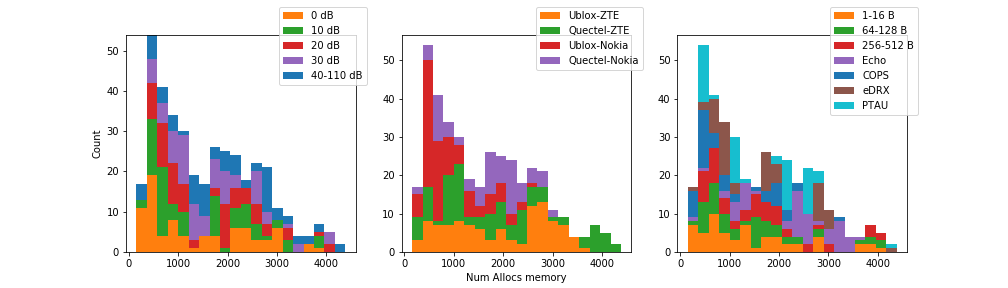 0 dB
10 dB
20 dB
30 dB
40-110 dB
Count
50
40
30
20
10
0
0 1000 2000 3000 4000
Ublox-ZTE
Quectel-ZTE
Ublox-Nokia
Quectel-Nokia
50
40
30
20
10
0
0 1000 2000 3000 4000
Num Allocs memory
1-16 B
64-128 B
256-512 B
Echo
COPS
eDRX
PTAU
50
40
30
20
10
0
0 1000 2000 3000 4000